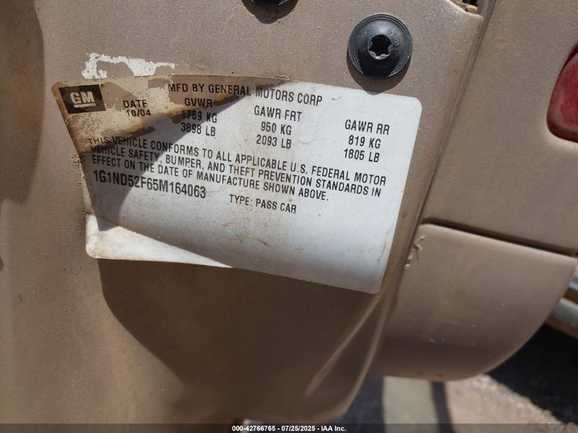 GM
MFD BY GENERAL MOTORS CORP
DATE GVWR GAWR FRT GAWR RR
10/04 1769 KG 950 KG 819 KG
3898 LB 2093 LB 1805 LB
THIS VEHICLE CONFORMS TO ALL APPLICABLE U.S. FEDERAL MOTOR
VEHICLE SAFETY, BUMPER, AND THEFT PREVENTION STANDARDS IN
EFFECT ON THE DATE OF MANUFACTURE SHOWN ABOVE.
1G1ND52F65M164063 TYPE: PASS CAR
000-42766765 | 07/25/2025 | IAA Inc.